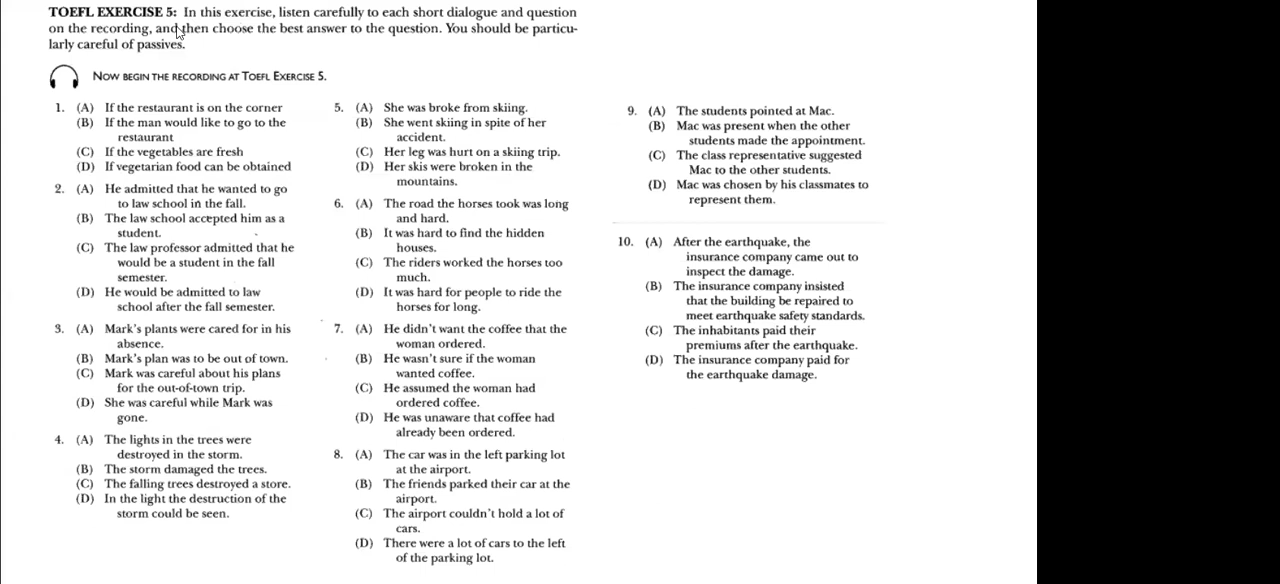 TOEFL EXERCISE 5: In this exercise, listen carefully to each short dialogue and question
on the recording, and then choose the best answer to the question. You should be particu-
larly careful of passives.
NOW BEGIN THE RECORDING AT TOEFL EXERCISE 5.
1. (A) If the restaurant is on the corner
(B) If the man would like to go to the
restaurant
(C) If the vegetables are fresh
(D) If vegetarian food can be obtained
2. (A) He admitted that he wanted to go
to law school in the fall.
(B) The law school accepted him as a
student.
(C) The law professor admitted that he
would be a student in the fall
semester.
(D) He would be admitted to law
school after the fall semester.
3. (A) Mark's plants were cared for in his
absence.
(B) Mark's plan was to be out of town.
(C) Mark was careful about his plans
for the out-of-town trip.
(D) She was careful while Mark was
gone.
4. (A) The lights in the trees were
destroyed in the storm.
(B) The storm damaged the trees.
(C) The falling trees destroyed a store.
(D) In the light the destruction of the
storm could be seen.
5. (A) She was broke from skiing.
(B) She went skiing in spite of her
accident.
(C) Her leg was hurt on a skiing trip.
(D) Her skis were broken in the
mountains.
6. (A) The road the horses took was long
and hard.
(B) It was hard to find the hidden
houses.
(C) The riders worked the horses too
much.
(D) It was hard for people to ride the
horses for long.
7. (A) He didn't want the coffee that the
woman ordered.
(B) He wasn't sure if the woman
wanted coffee.
(C) He assumed the woman had
ordered coffee.
(D) He was unaware that coffee had
already been ordered.
8. (A) The car was in the left parking lot
at the airport.
(B) The friends parked their car at the
airport.
(C) The airport couldn't hold a lot of
cars.
(D) There were a lot of cars to the left
of the parking lot.
9. (A) The students pointed at Mac.
(B) Mac was present when the other
students made the appointment.
(C) The class representative suggested
Mac to the other students.
(D) Mac was chosen by his classmates to
represent them.
10. (A) After the earthquake, the
insurance company came out to
inspect the damage.
(B) The insurance company insisted
that the building be repaired to
meet earthquake safety standards.
(C) The inhabitants paid their
premiums after the earthquake.
(D) The insurance company paid for
the earthquake damage.